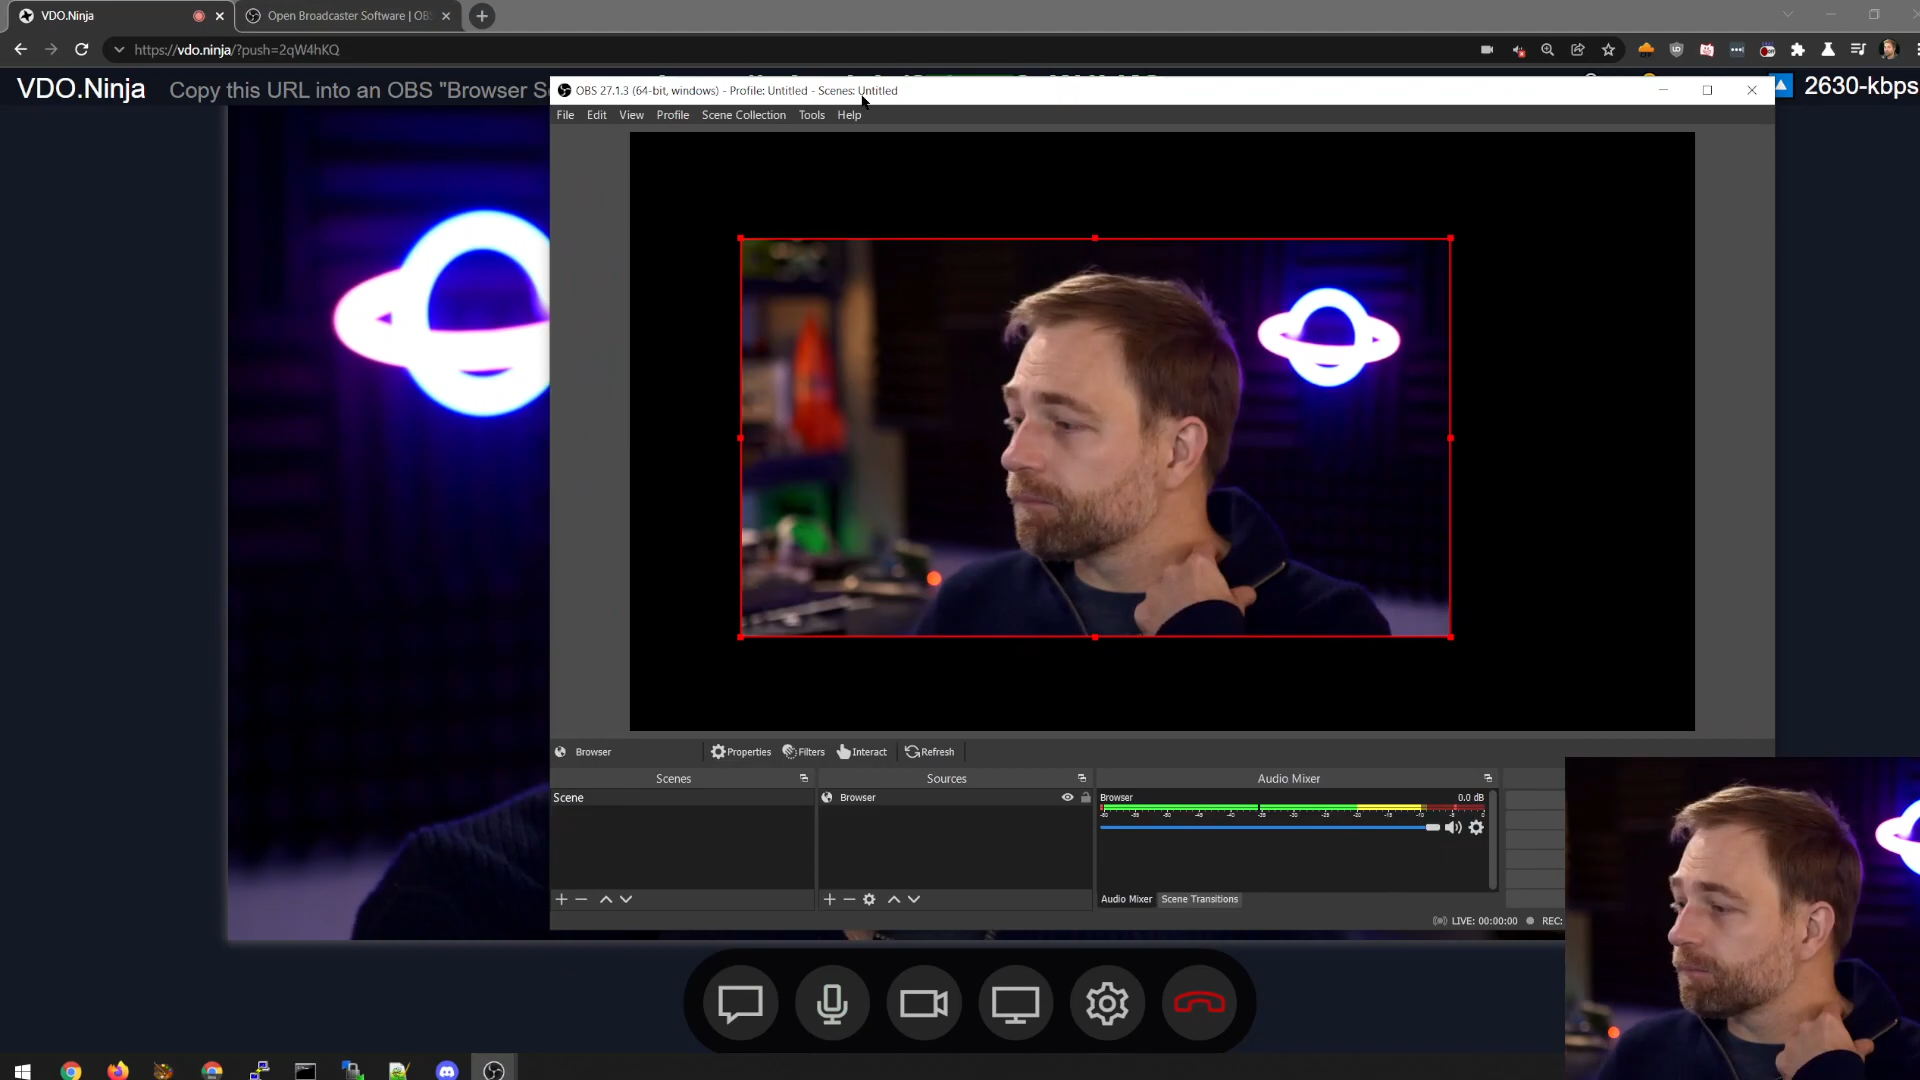 VDO.Ninja
Open Broadcaster Software | OBS
https://vdo.ninja/?push=2qW4hKQ
VDO.Ninja
Copy this URL into an OBS "Browser S
2630-kbps
OBS 27.1.3 (64-bit, windows) - Profile: Untitled - Scenes: Untitled
File Edit View Profile Scene Collection Tools Help
Browser Properties Filters Interact Refresh
Scenes Sources Audio Mixer
Scene
Browser
Browser 0.0 dB
Audio Mixer Scene Transitions
LIVE: 00:00:00 REC: